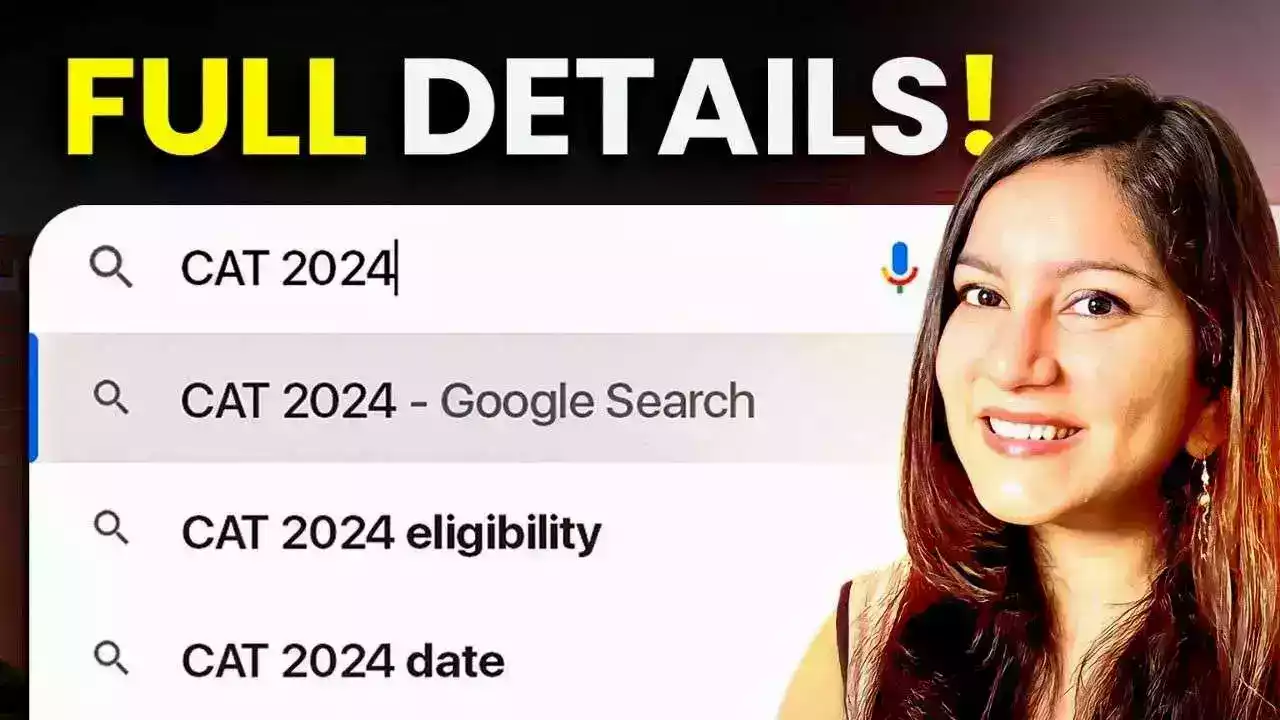 FULL DETAILS!
CAT 2024
CAT 2024 - Google Search
CAT 2024 eligibility
CAT 2024 date